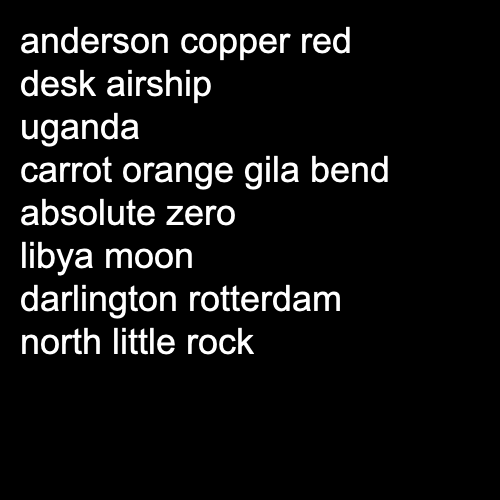 anderson copper red
desk airship
uganda
carrot orange gila bend
absolute zero
libya moon
darlington rotterdam
north little rock